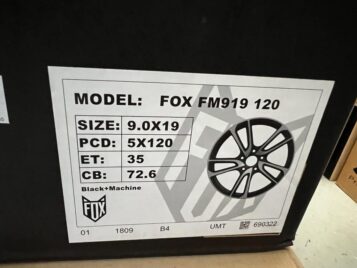 MODEL: FOX FM919 120
SIZE: 9.0X19
PCD: 5X120
ET: 35
CB: 72.6
Black+Machine
FOX
01 1809 B4 UMT 690322